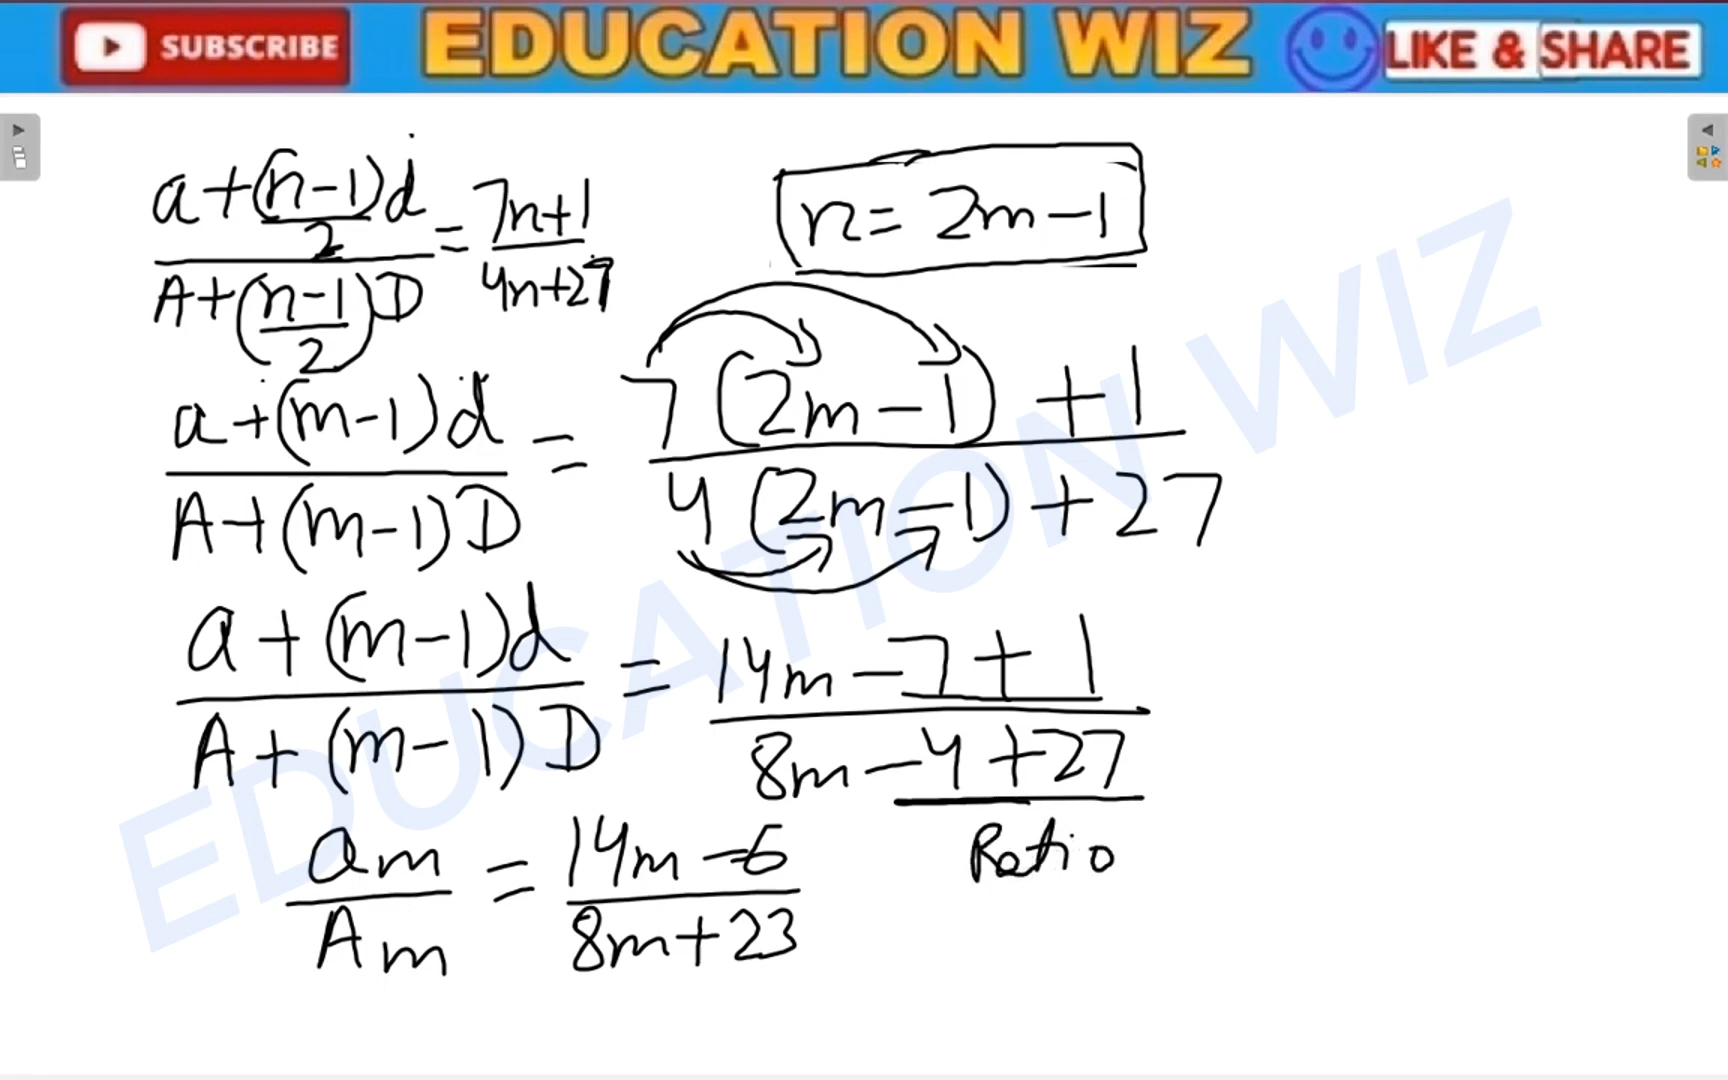 SUBSCRIBE EDUCATION WIZ LIKE & SHARE
(a+(n-1)/2 d)/(A+((n-1)/2)D) = (7n+1)/(4n+27)
n = 2m-1
(a+(m-1)d)/(A+(m-1)D) = (7(2m-1)+1)/(4(2m-1)+27)
(a+(m-1)d)/(A+(m-1)D) = (14m-7+1)/(8m-4+27)
am/Am = (14m-6)/(8m+23)
Ratio
EDUCATION WIZ